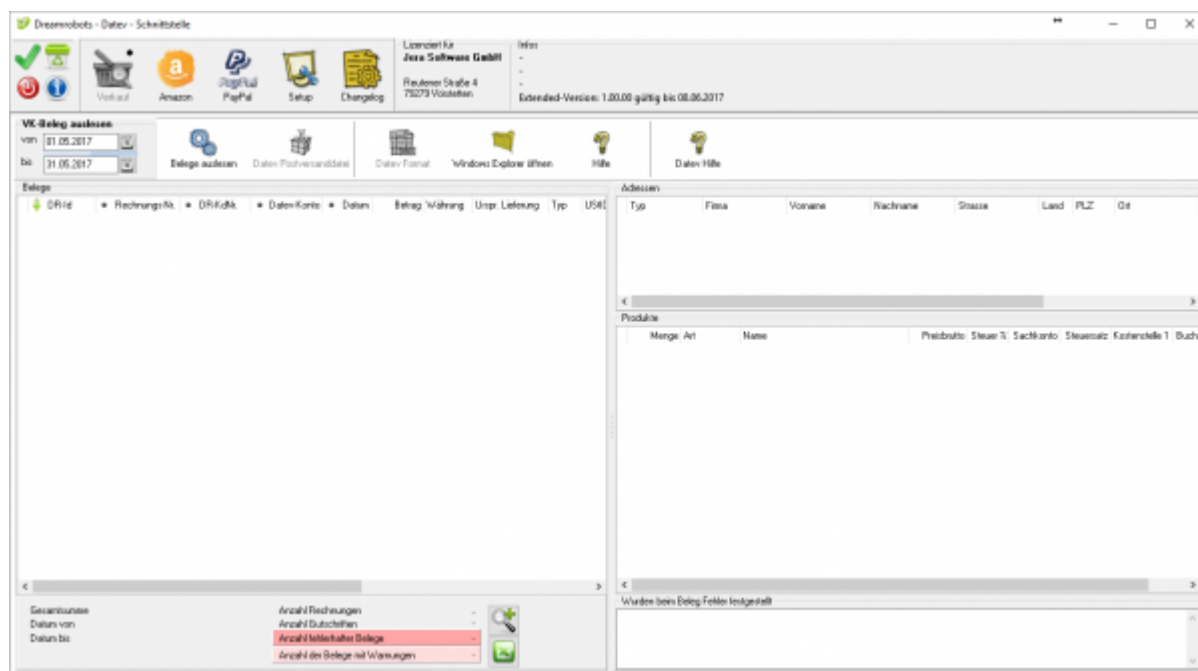 Dreamrobots - Datev - Schnittstelle
Verkauf
Amazon
PayPal
PayPal
Setup
Changelog
Lizenziert für
Jera Software GmbH
Reutener Straße 4
79279 Vörstetten
Infos
-
-
-
Extended-Version: 1.00.00 gültig bis 08.06.2017
VK-Beleg auslesen
von 01.05.2017
bis 31.05.2017
Belege auslesen
Datev Postversanddatei
Datev Format
Windows Explorer öffnen
Hilfe
Datev Hilfe
Belege
DR-Id Rechnungs-Nr. DR-KdNr. Datev-Konto Datum Betrag Währung Urspr. Lieferung Typ
Adressen
Typ Firma Vorname Nachname Strasse Land PLZ Ort
Produkte
Menge Art Name Preisbrutto Steuer % Sachkonto Steuersatz Kostenstelle 1 Buch
Wurden beim Beleg Fehler festgestellt
Gesamtsumme
Datum von
Datum bis
Anzahl Rechnungen -
Anzahl Gutschriften -
Anzahl fehlerhafter Belege -
Anzahl der Belege mit Warnungen -